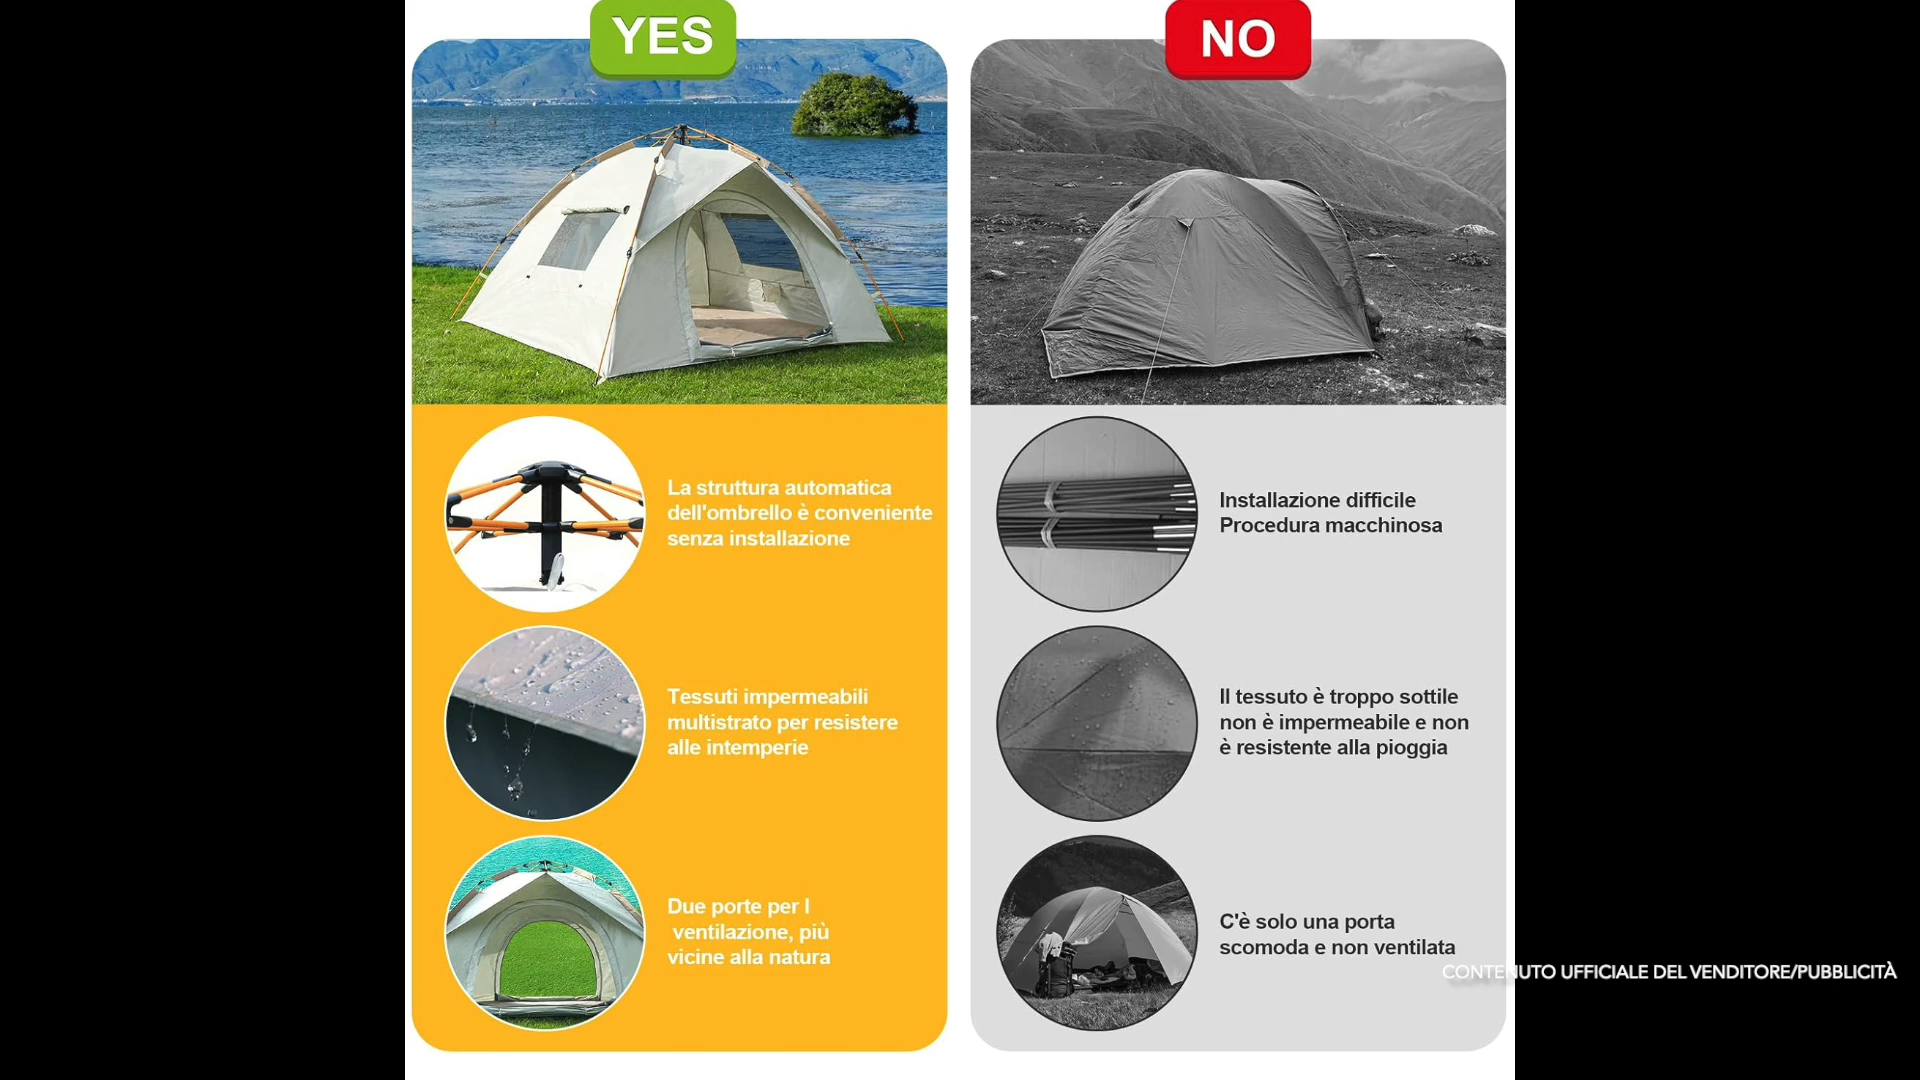 YES
La struttura automatica
dell'ombrello è conveniente
senza installazione
Tessuti impermeabili
multistrato per resistere
alle intemperie
Due porte per l
ventilazione, più
vicine alla natura
NO
Installazione difficile
Procedura macchinosa
Il tessuto è troppo sottile
non è impermeabile e non
è resistente alla pioggia
C'è solo una porta
scomoda e non ventilata
CONTENUTO UFFICIALE DEL VENDITORE/PUBBLICITÀ